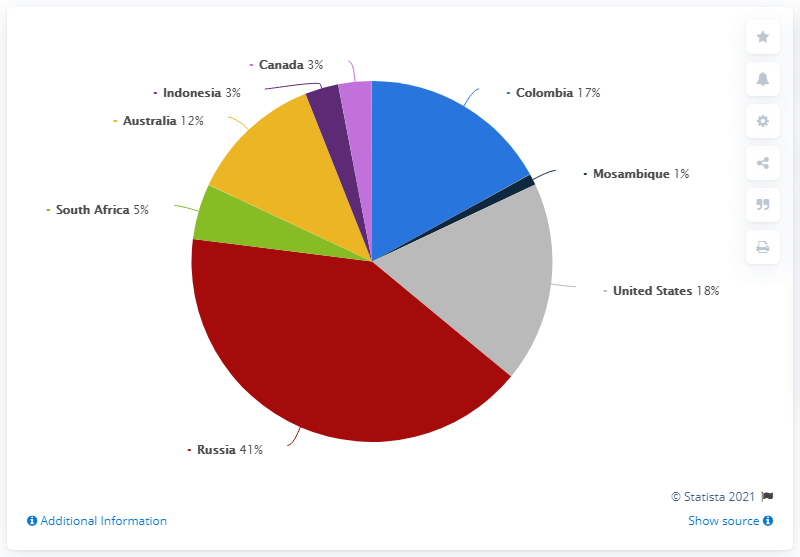 Canada 3%
Indonesia 3%
Colombia 17%
Australia 12%
Mosambique 1%
South Africa 5%
United States 18%
Russia 41%
© Statista 2021
Additional Information
Show source